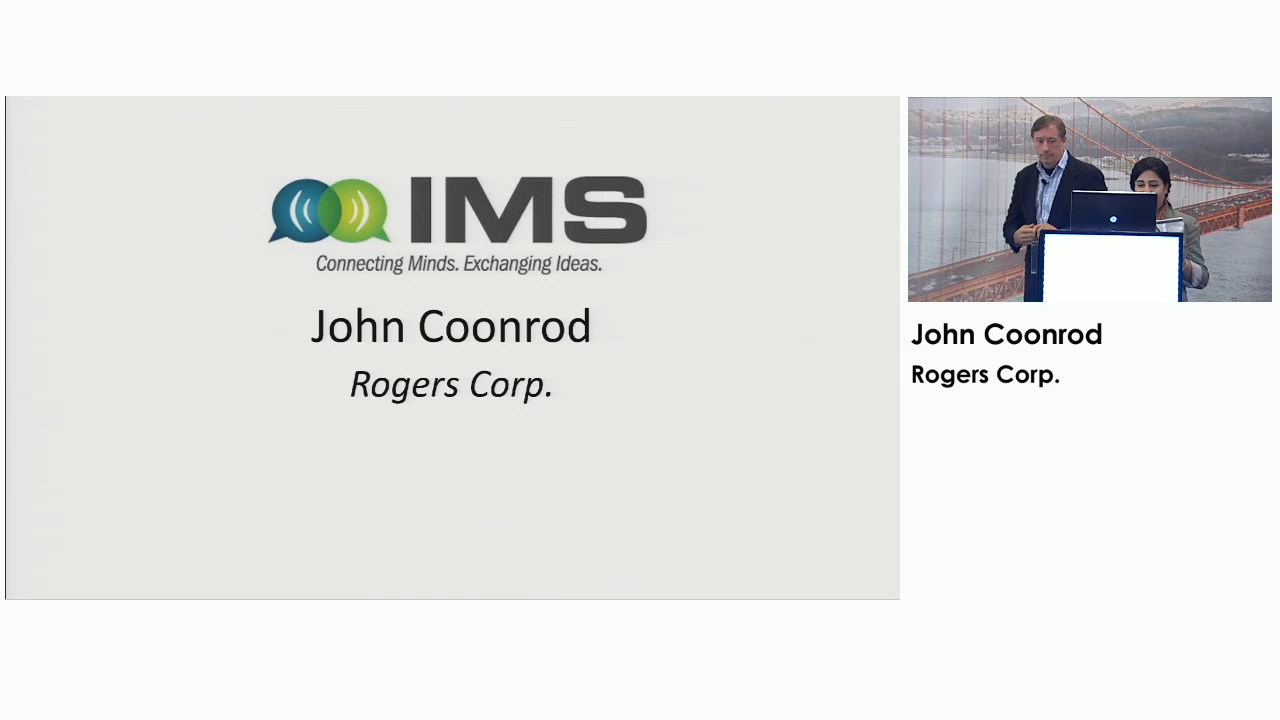 IMS
Connecting Minds. Exchanging Ideas.
John Coonrod
Rogers Corp.
John Coonrod
Rogers Corp.